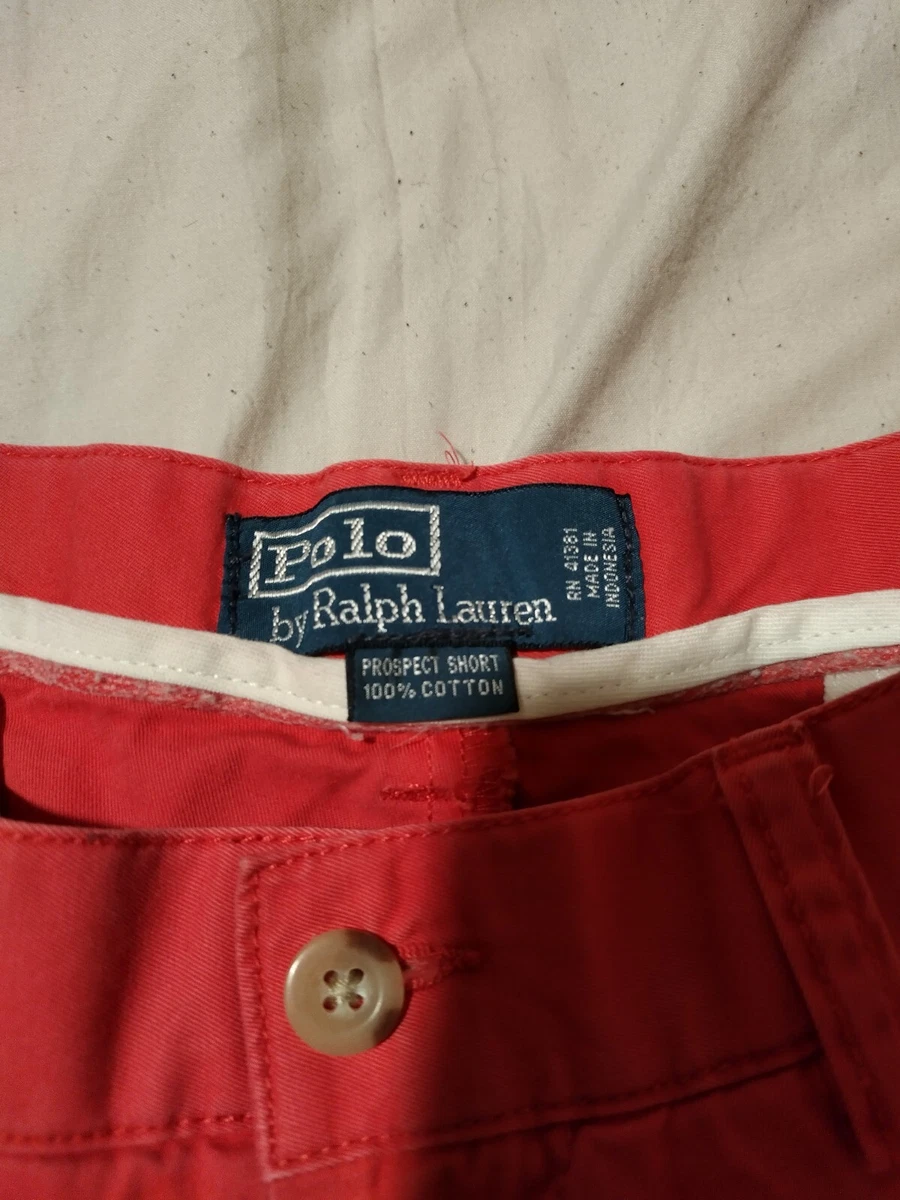 Polo
by Ralph Lauren
RN 41381
MADE IN
INDONESIA
PROSPECT SHORT
100% COTTON